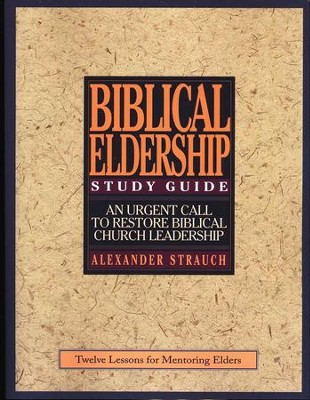 BIBLICAL
ELDERSHIP
STUDY GUIDE
AN URGENT CALL
TO RESTORE BIBLICAL
CHURCH LEADERSHIP
ALEXANDER STRAUCH
Twelve Lessons for Mentoring Elders